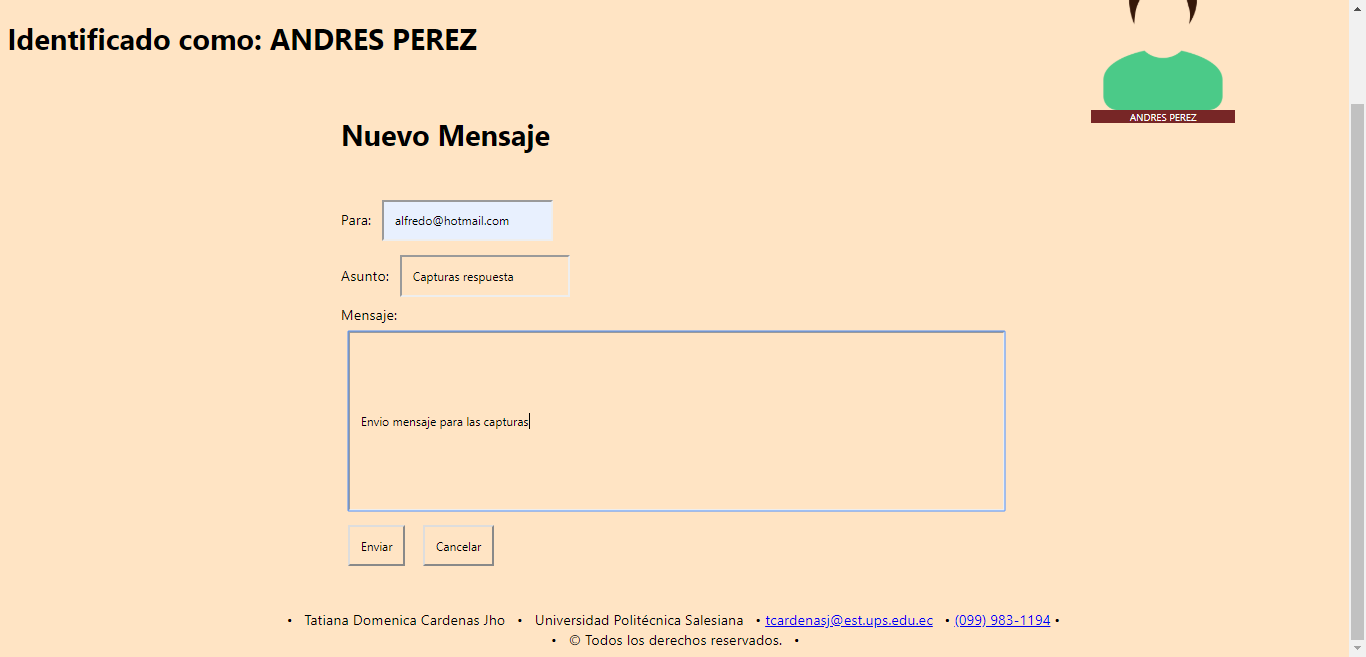 Identificado como: ANDRES PEREZ
ANDRES PEREZ
Nuevo Mensaje
Para: alfredo@hotmail.com
Asunto: Capturas respuesta
Mensaje:
Envio mensaje para las capturas
Enviar Cancelar
• Tatiana Domenica Cardenas Jho • Universidad Politécnica Salesiana • tcardenasj@est.ups.edu.ec • (099) 983-1194 •
• © Todos los derechos reservados. •